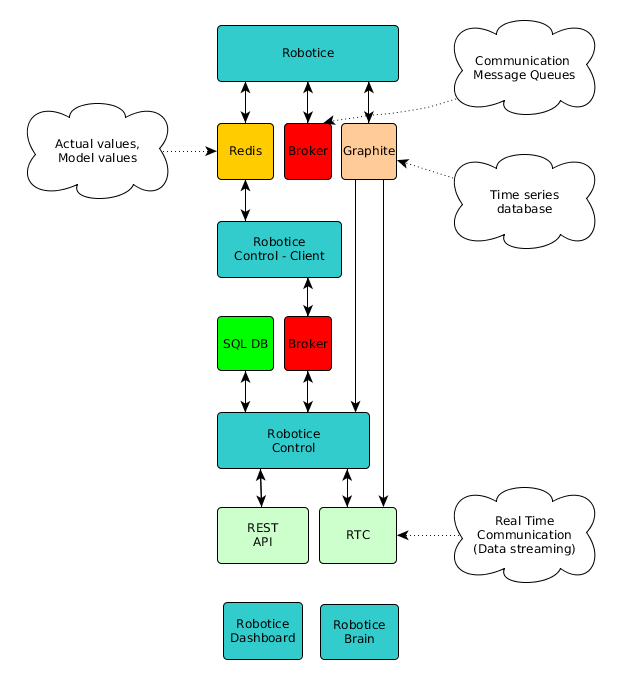 Robotice
Communication
Message Queues
Actual values,
Model values
Redis
Broker
Graphite
Time series
database
Robotice
Control - Client
SQL DB
Broker
Robotice
Control
REST
API
RTC
Real Time
Communication
(Data streaming)
Robotice
Dashboard
Robotice
Brain